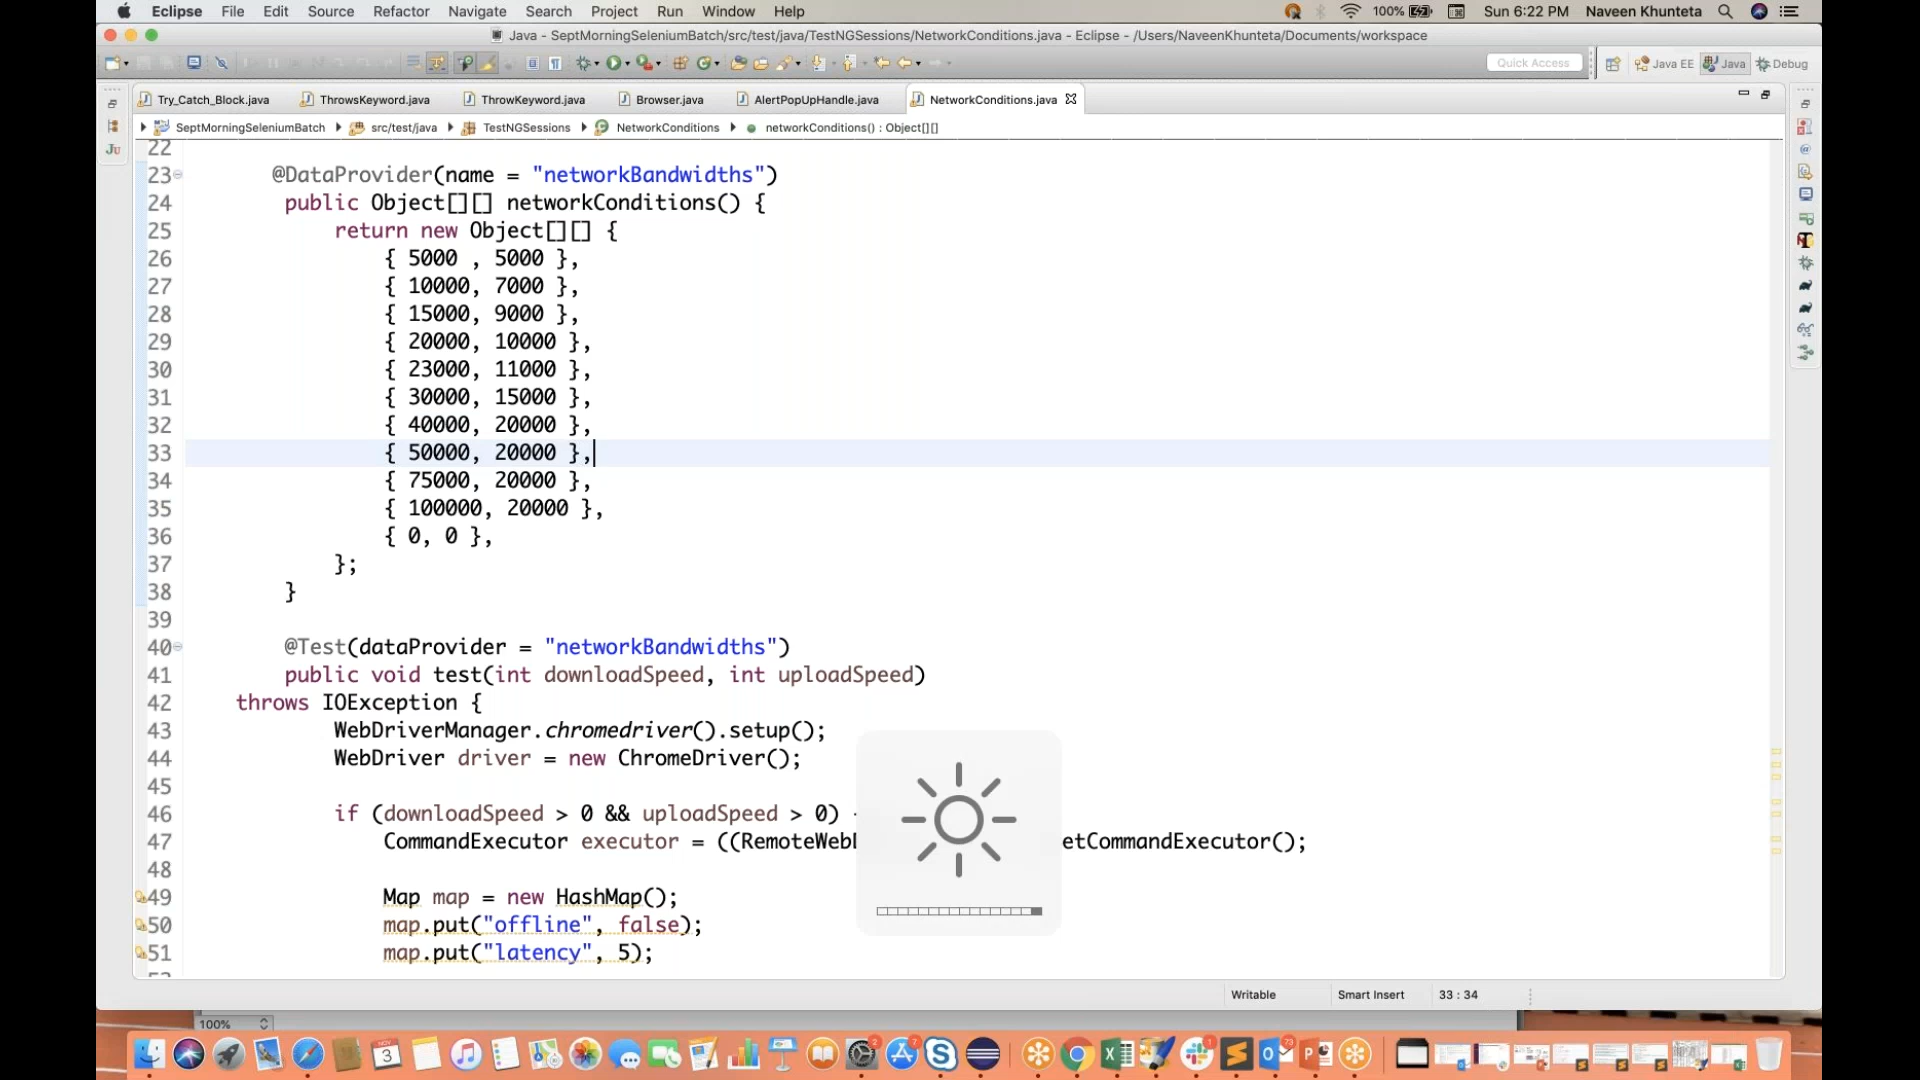 Eclipse File Edit Source Refactor Navigate Search Project Run Window Help 100% Sun 6:22 PM Naveen Khunteta
Java - SeptMorningSeleniumBatch/src/test/java/TestNGSessions/NetworkConditions.java - Eclipse - /Users/NaveenKhunteta/Documents/workspace
Quick Access Java EE Java Debug
Try_Catch_Block.java ThrowsKeyword.java ThrowKeyword.java Browser.java AlertPopUpHandle.java NetworkConditions.java
SeptMorningSeleniumBatch src/test/java TestNGSessions NetworkConditions networkConditions() : Object[][]
22
23 @DataProvider(name = "networkBandwidths")
24 public Object[][] networkConditions() {
25 return new Object[][] {
26 { 5000 , 5000 },
27 { 10000, 7000 },
28 { 15000, 9000 },
29 { 20000, 10000 },
30 { 23000, 11000 },
31 { 30000, 15000 },
32 { 40000, 20000 },
33 { 50000, 20000 },
34 { 75000, 20000 },
35 { 100000, 20000 },
36 { 0, 0 },
37 };
38 }
39
40 @Test(dataProvider = "networkBandwidths")
41 public void test(int downloadSpeed, int uploadSpeed)
42 throws IOException {
43 WebDriverManager.chromedriver().setup();
44 WebDriver driver = new ChromeDriver();
45
46 if (downloadSpeed > 0 && uploadSpeed > 0)
47 CommandExecutor executor = ((RemoteWeb etCommandExecutor();
48
49 Map map = new HashMap();
50 map.put("offline", false);
51 map.put("latency", 5);
Writable Smart Insert 33 : 34
100%
NOV
3